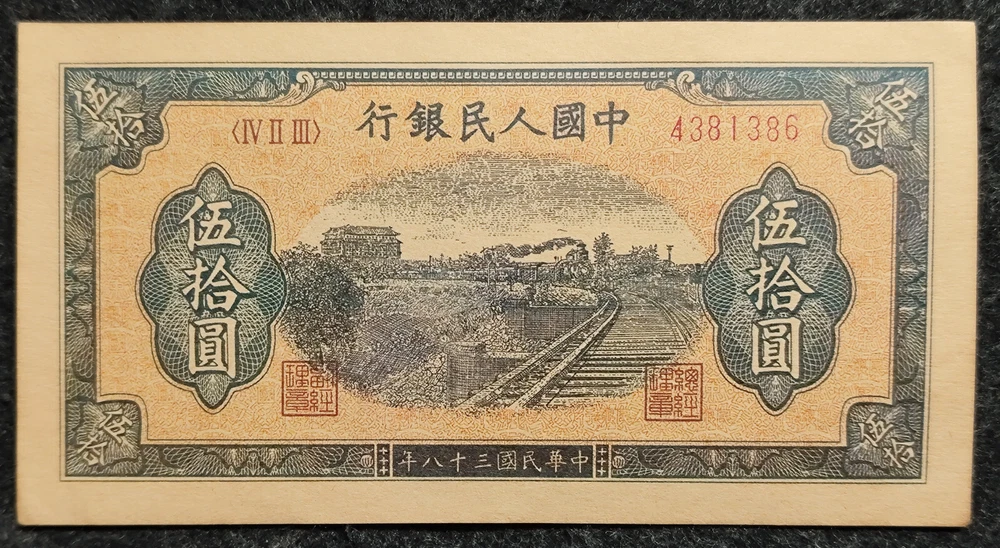 中國人民銀行
〈IV II III〉
4381386
伍拾
伍拾
伍拾圓
伍拾圓
總經理章
副經理章
伍拾
伍拾
中華民國三十八年